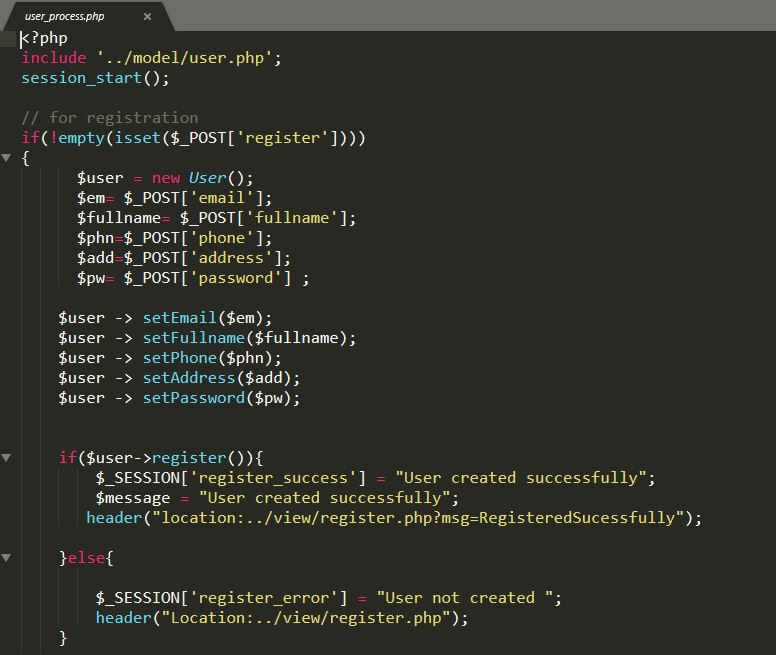 user_process.php ×
<?php
include '../model/user.php';
session_start();
// for registration
if(!empty(isset($_POST['register'])))
{
$user = new User();
$em= $_POST['email'];
$fullname= $_POST['fullname'];
$phn=$_POST['phone'];
$add=$_POST['address'];
$pw= $_POST['password'] ;
$user -> setEmail($em);
$user -> setFullname($fullname);
$user -> setPhone($phn);
$user -> setAddress($add);
$user -> setPassword($pw);
if($user->register()){
$_SESSION['register_success'] = "User created successfully";
$message = "User created successfully";
header("location:../view/register.php?msg=RegisteredSucessfully");
}else{
$_SESSION['register_error'] = "User not created ";
header("Location:../view/register.php");
}